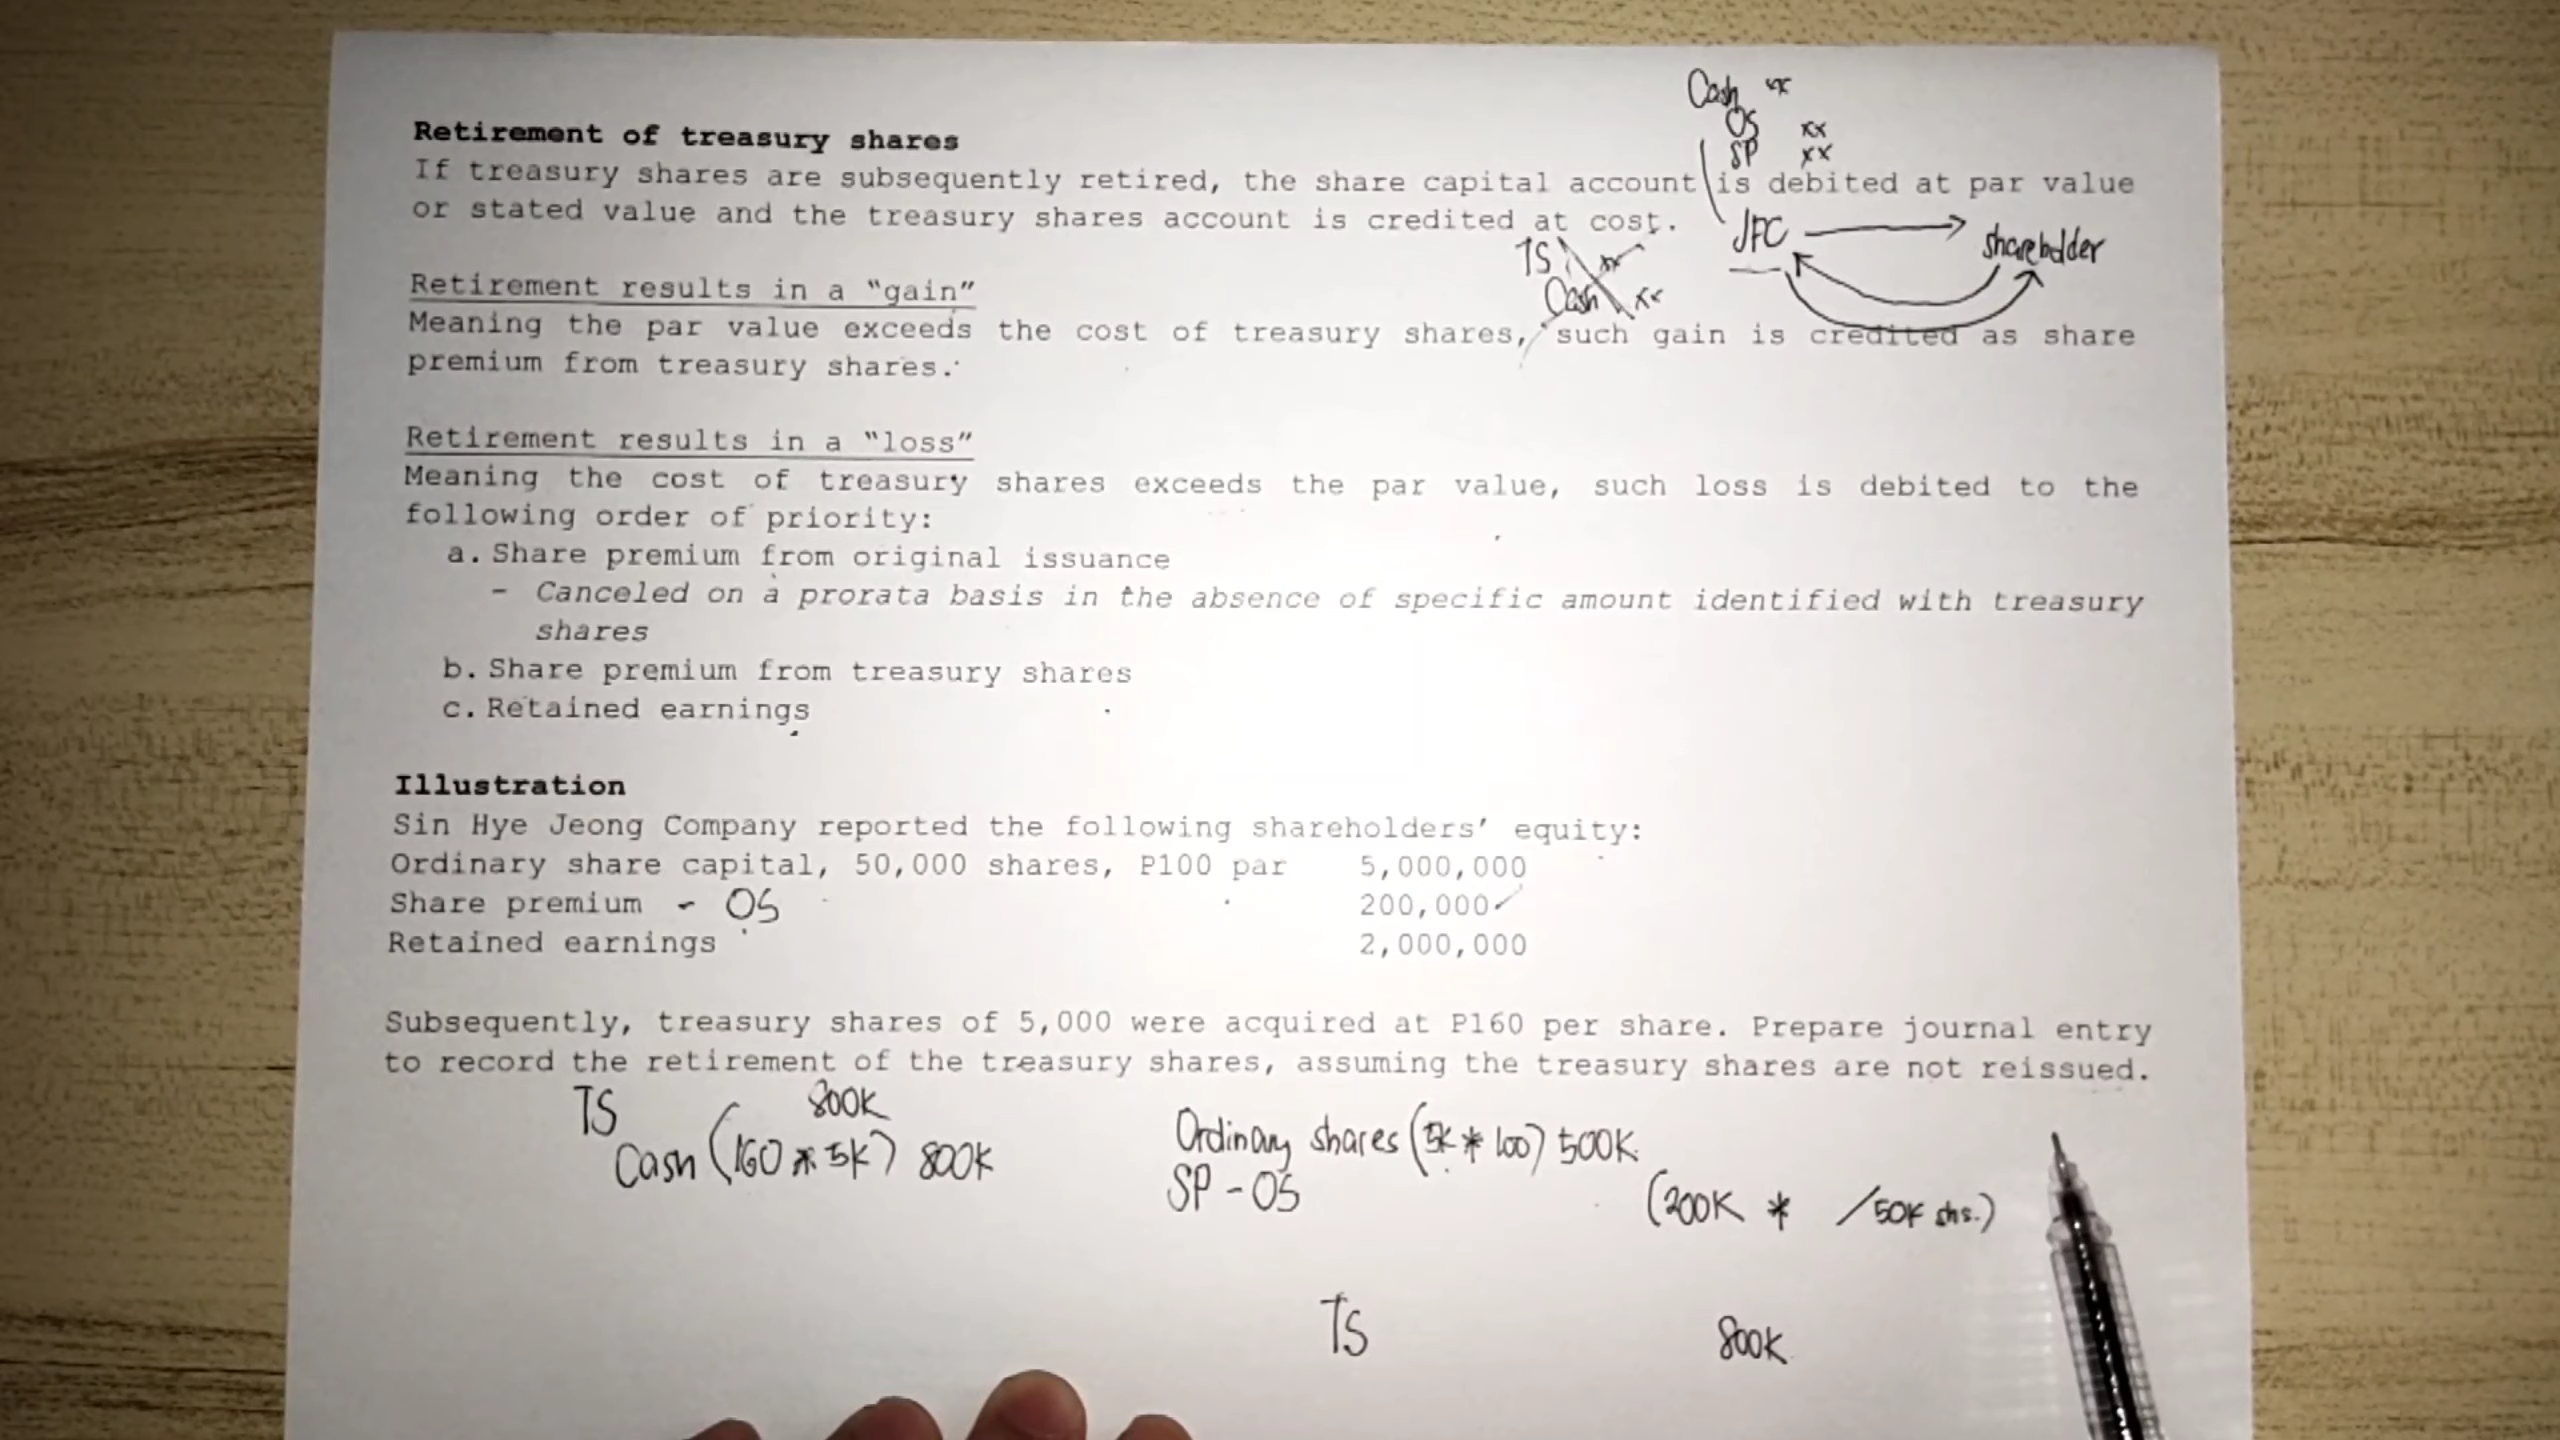 Cash xx
OS xx
SP xx
Retirement of treasury shares
If treasury shares are subsequently retired, the share capital account is debited at par value
or stated value and the treasury shares account is credited at cost.
JPC shareholder
TS xx
Cash xx
Retirement results in a “gain”
Meaning the par value exceeds the cost of treasury shares, such gain is credited as share
premium from treasury shares.
Retirement results in a “loss”
Meaning the cost of treasury shares exceeds the par value, such loss is debited to the
following order of priority:
a. Share premium from original issuance
- Canceled on a prorata basis in the absence of specific amount identified with treasury
shares
b. Share premium from treasury shares
c. Retained earnings
Illustration
Sin Hye Jeong Company reported the following shareholders’ equity:
Ordinary share capital, 50,000 shares, P100 par 5,000,000
Share premium - OS 200,000
Retained earnings 2,000,000
Subsequently, treasury shares of 5,000 were acquired at P160 per share. Prepare journal entry
to record the retirement of the treasury shares, assuming the treasury shares are not reissued.
TS 800K
Cash (160 * 5K) 800K
Ordinary shares (5K * 100) 500K
SP - OS
(200K * /50K shs.)
TS 800K